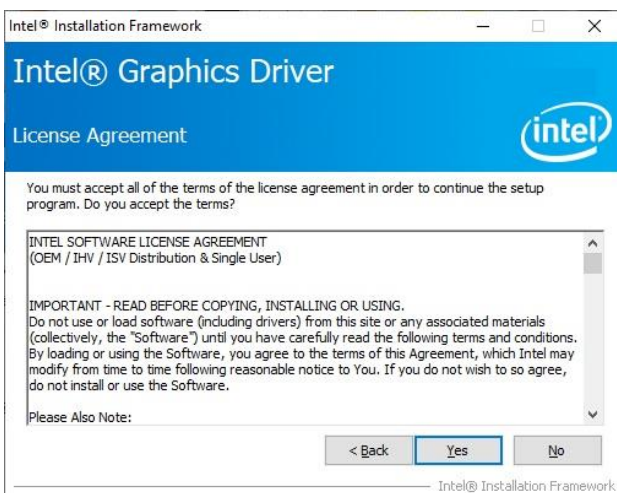 Intel® Installation Framework
Intel® Graphics Driver
License Agreement
intel
You must accept all of the terms of the license agreement in order to continue the setup
program. Do you accept the terms?
INTEL SOFTWARE LICENSE AGREEMENT
(OEM / IHV / ISV Distribution & Single User)
IMPORTANT - READ BEFORE COPYING, INSTALLING OR USING.
Do not use or load software (including drivers) from this site or any associated materials
(collectively, the "Software") until you have carefully read the following terms and conditions.
By loading or using the Software, you agree to the terms of this Agreement, which Intel may
modify from time to time following reasonable notice to You. If you do not wish to so agree,
do not install or use the Software.
Please Also Note:
< Back
Yes
No
Intel® Installation Framework